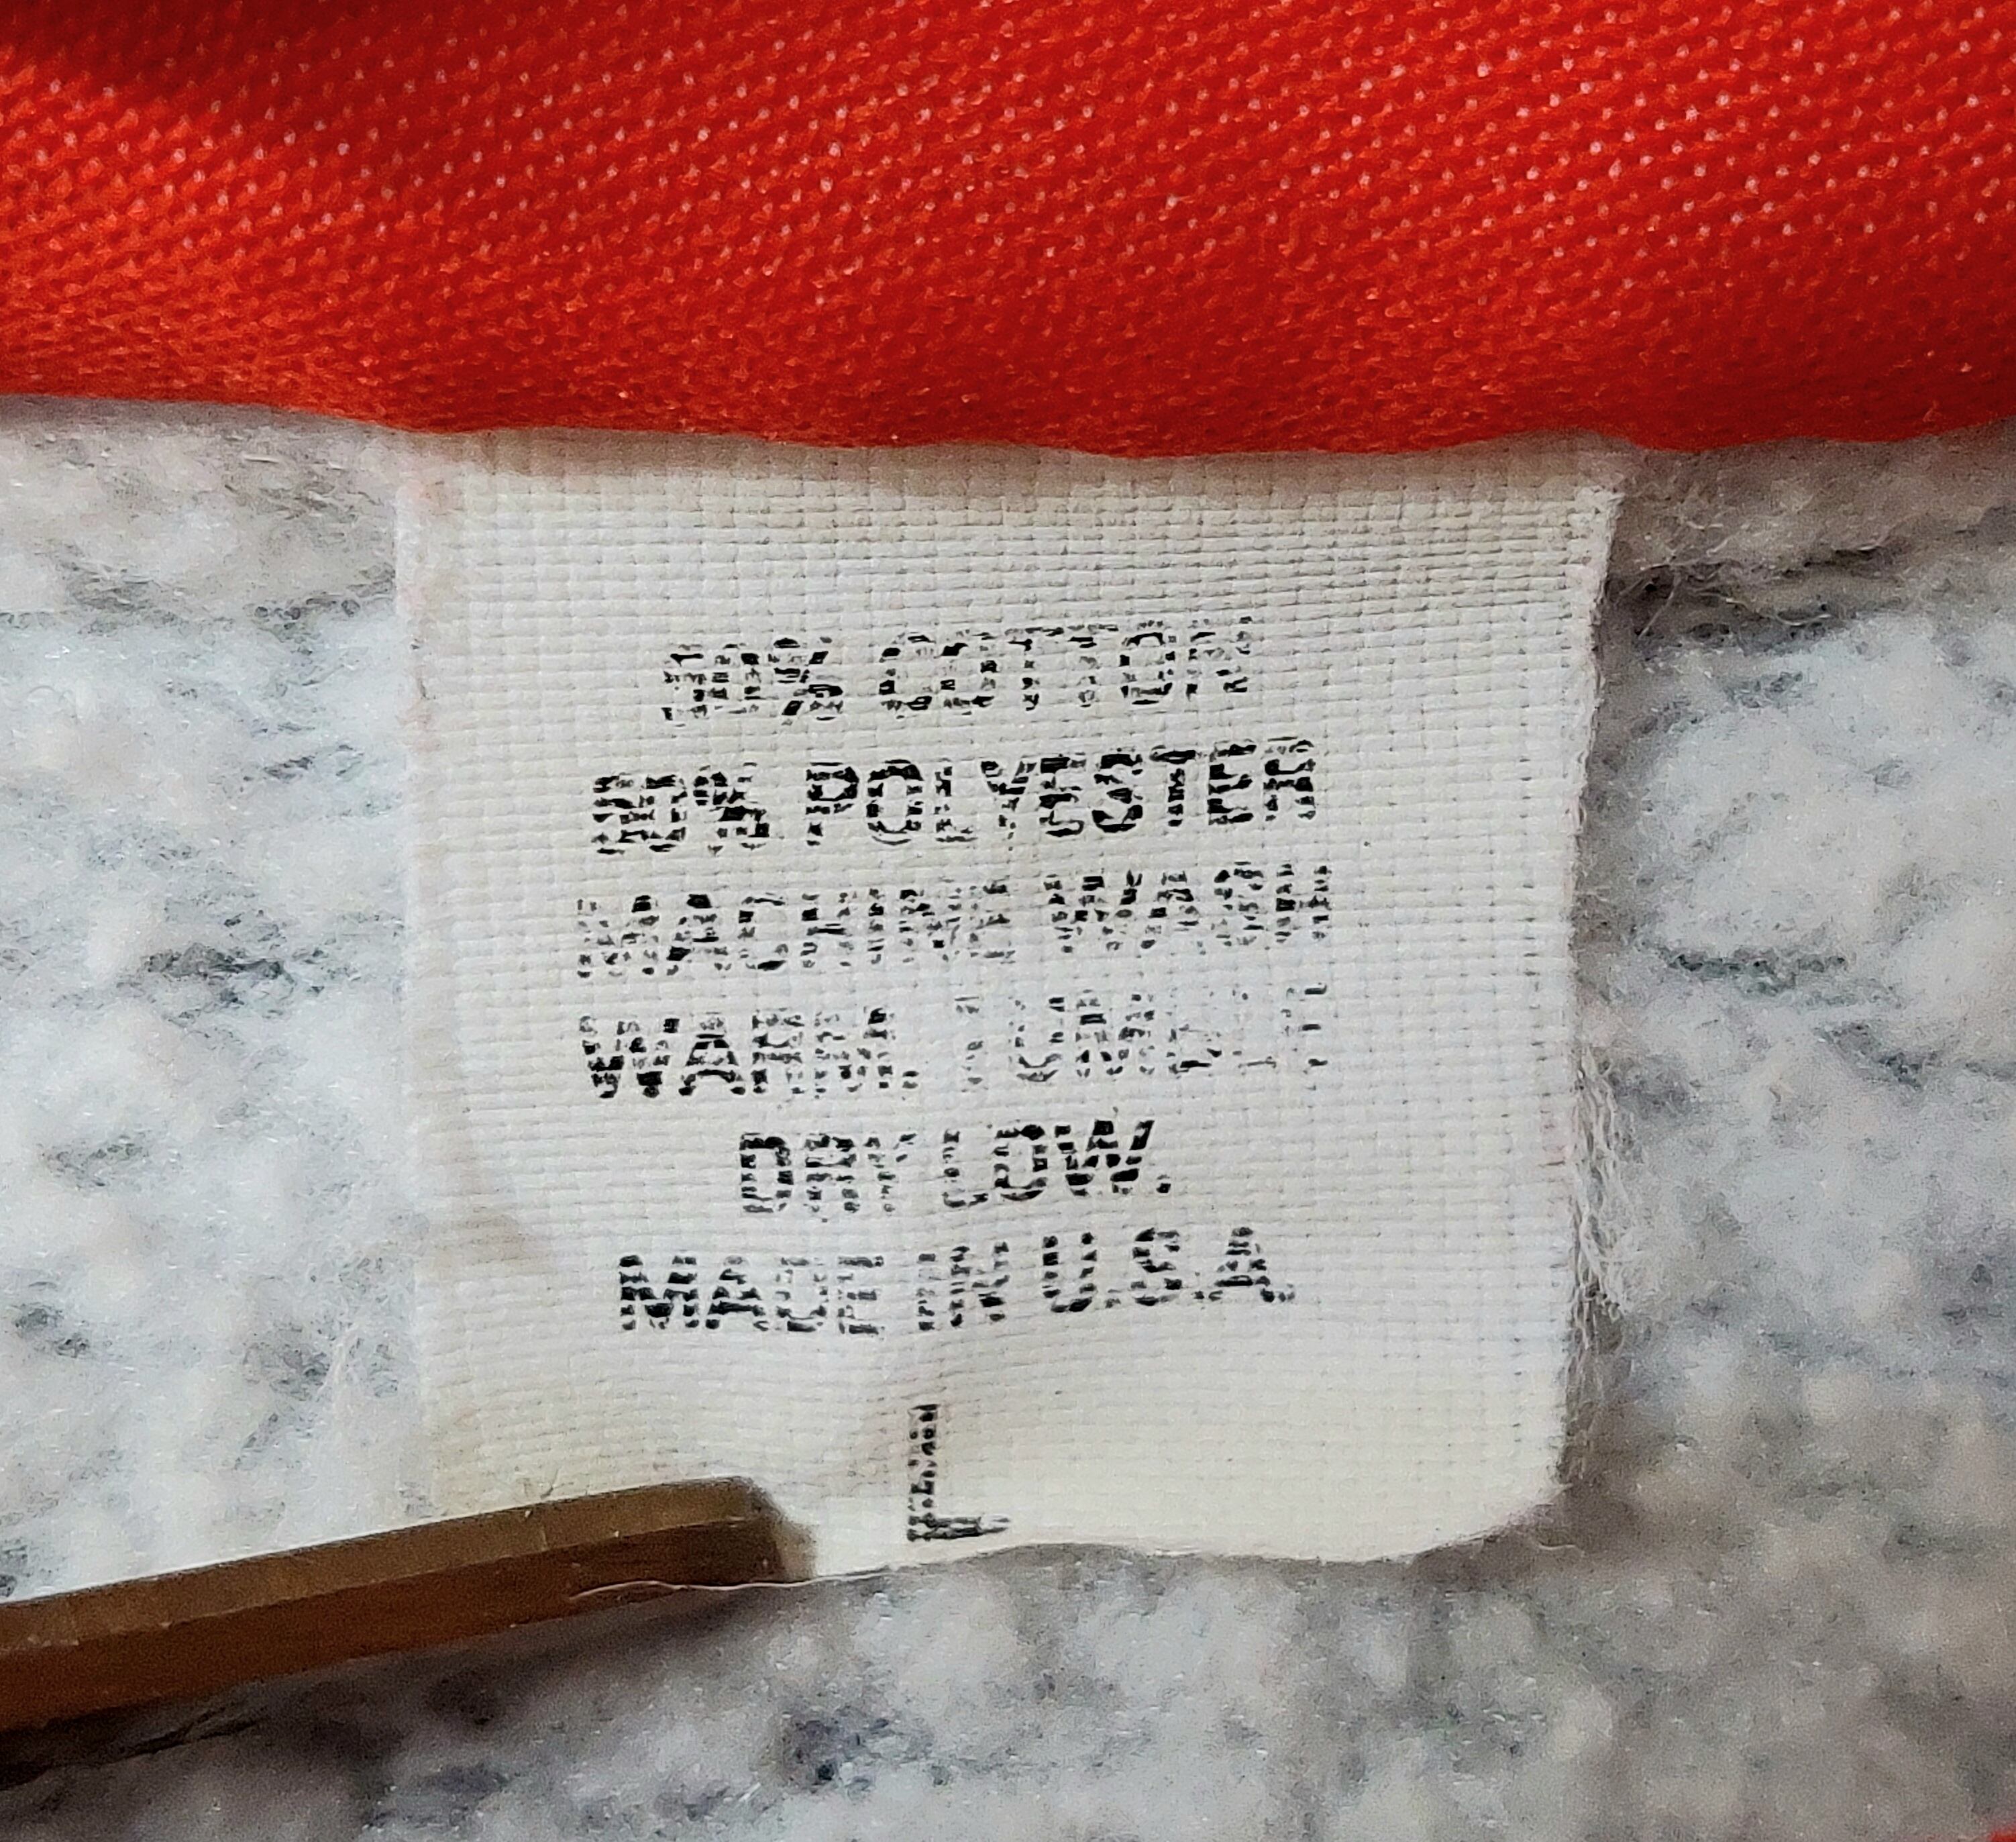 % COTTON
% POLYESTER
MACHINE WASH
WARM
DRY LOW.
MADE IN U.S.A.
L